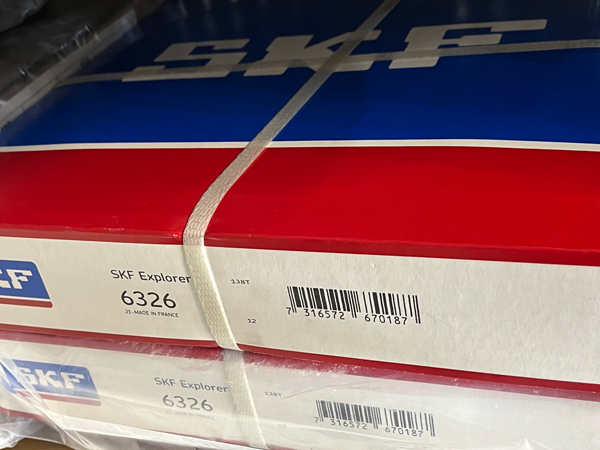 SKF
SKF
SKF Explorer
6326
21-MADE IN FRANCE
138T
12
7 316572 670187
SKF
SKF Explorer
6326
138T
7 316572 670187